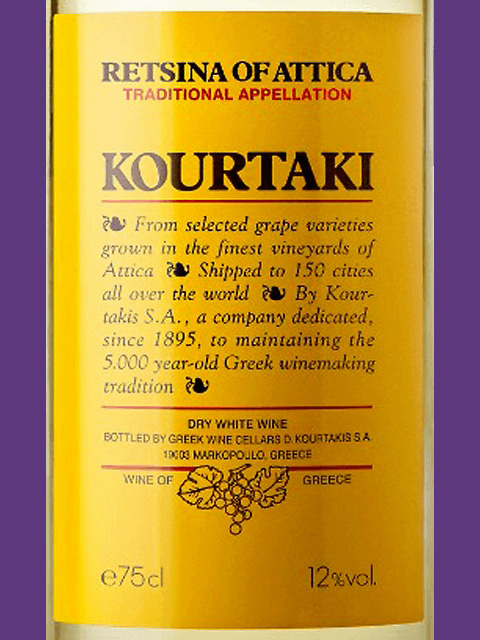 RETSINA OF ATTICA
TRADITIONAL APPELLATION
KOURTAKI
From selected grape varieties
grown in the finest vineyards of
Attica Shipped to 150 cities
all over the world By Kour-
takis S.A., a company dedicated,
since 1895, to maintaining the
5.000 year-old Greek winemaking
tradition
DRY WHITE WINE
BOTTLED BY GREEK WINE CELLARS D. KOURTAKIS S.A.
19003 MARKOPOULO, GREECE
WINE OF GREECE
e75cl 12%vol.